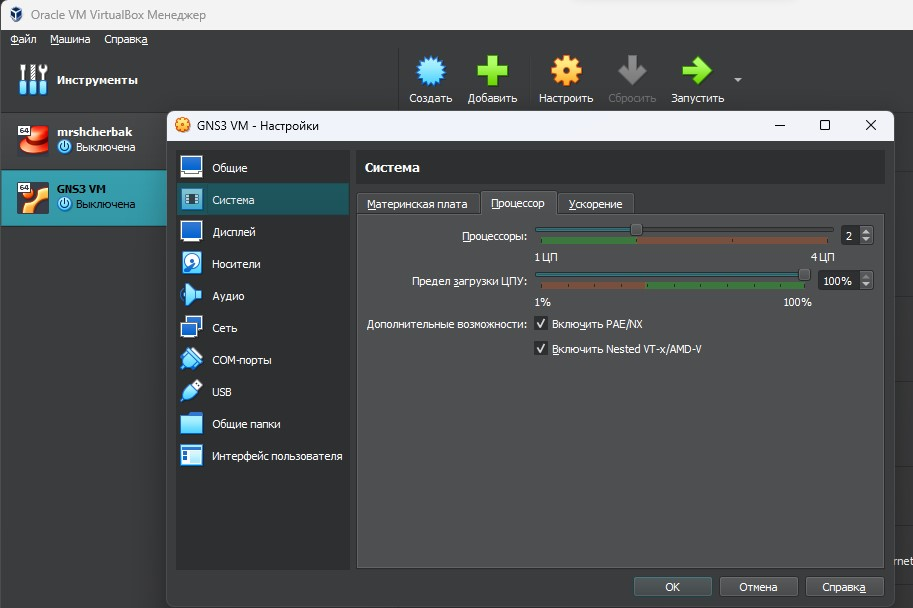 Oracle VM VirtualBox Менеджер
Файл Машина Справка
Инструменты
Создать Добавить Настроить Сбросить Запустить
64
mrshcherbak
Выключена
64
GNS3 VM
Выключена
GNS3 VM - Настройки
Общие
Система
Дисплей
Носители
Аудио
Сеть
COM-порты
USB
Общие папки
Интерфейс пользователя
Система
Материнская плата Процессор Ускорение
Процессоры: 2
1 ЦП 4 ЦП
Предел загрузки ЦПУ: 100%
1% 100%
Дополнительные возможности: Включить PAE/NX
Включить Nested VT-x/AMD-V
rnet
OK Отмена Справка